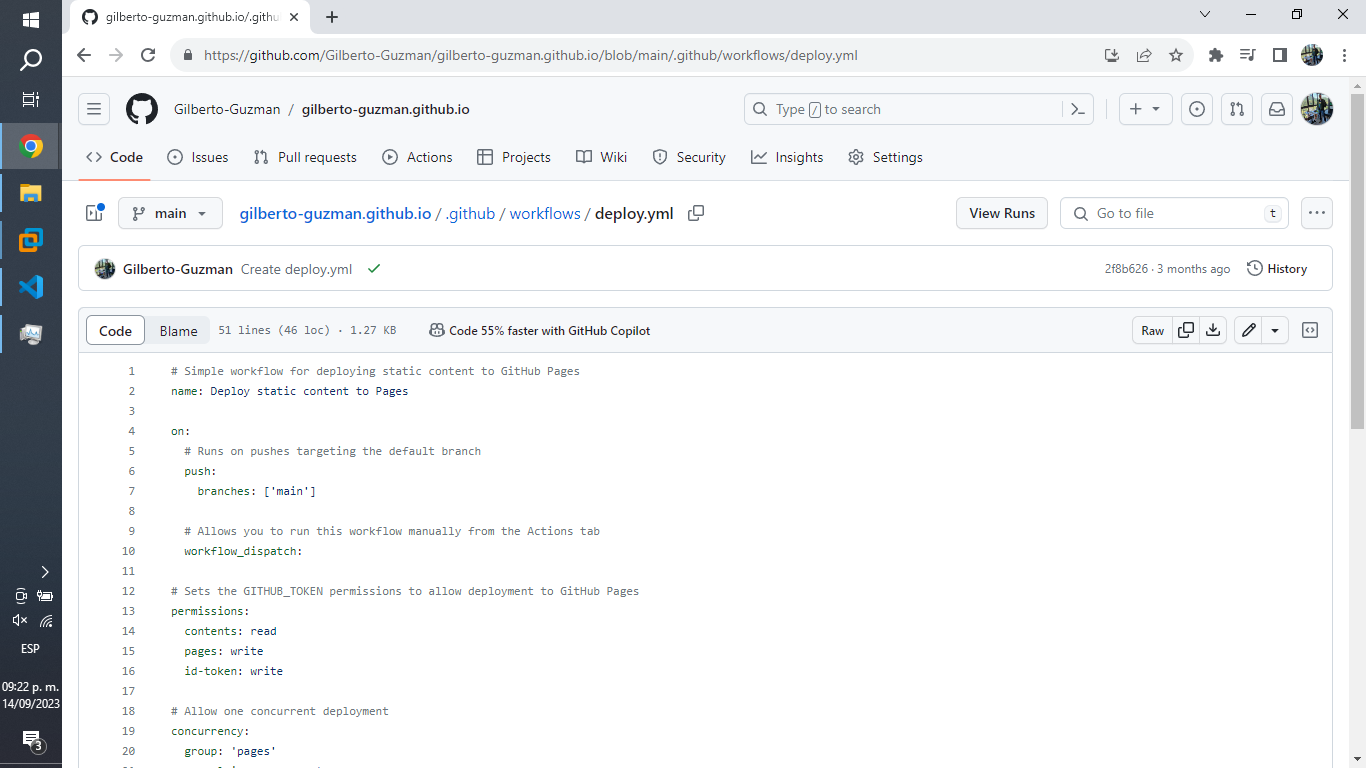 gilberto-guzman.github.io/.githu
https://github.com/Gilberto-Guzman/gilberto-guzman.github.io/blob/main/.github/workflows/deploy.yml
Gilberto-Guzman / gilberto-guzman.github.io
Type / to search
Code Issues Pull requests Actions Projects Wiki Security Insights Settings
main
gilberto-guzman.github.io / .github / workflows / deploy.yml
View Runs
Go to file
t
Gilberto-Guzman Create deploy.yml
2f8b626 · 3 months ago
History
Code Blame 51 lines (46 loc) · 1.27 KB
Code 55% faster with GitHub Copilot
Raw
1 # Simple workflow for deploying static content to GitHub Pages
2 name: Deploy static content to Pages
3
4 on:
5 # Runs on pushes targeting the default branch
6 push:
7 branches: ['main']
8
9 # Allows you to run this workflow manually from the Actions tab
10 workflow_dispatch:
11
12 # Sets the GITHUB_TOKEN permissions to allow deployment to GitHub Pages
13 permissions:
14 contents: read
15 pages: write
16 id-token: write
17
18 # Allow one concurrent deployment
19 concurrency:
20 group: 'pages'
ESP
09:22 p. m.
14/09/2023
3